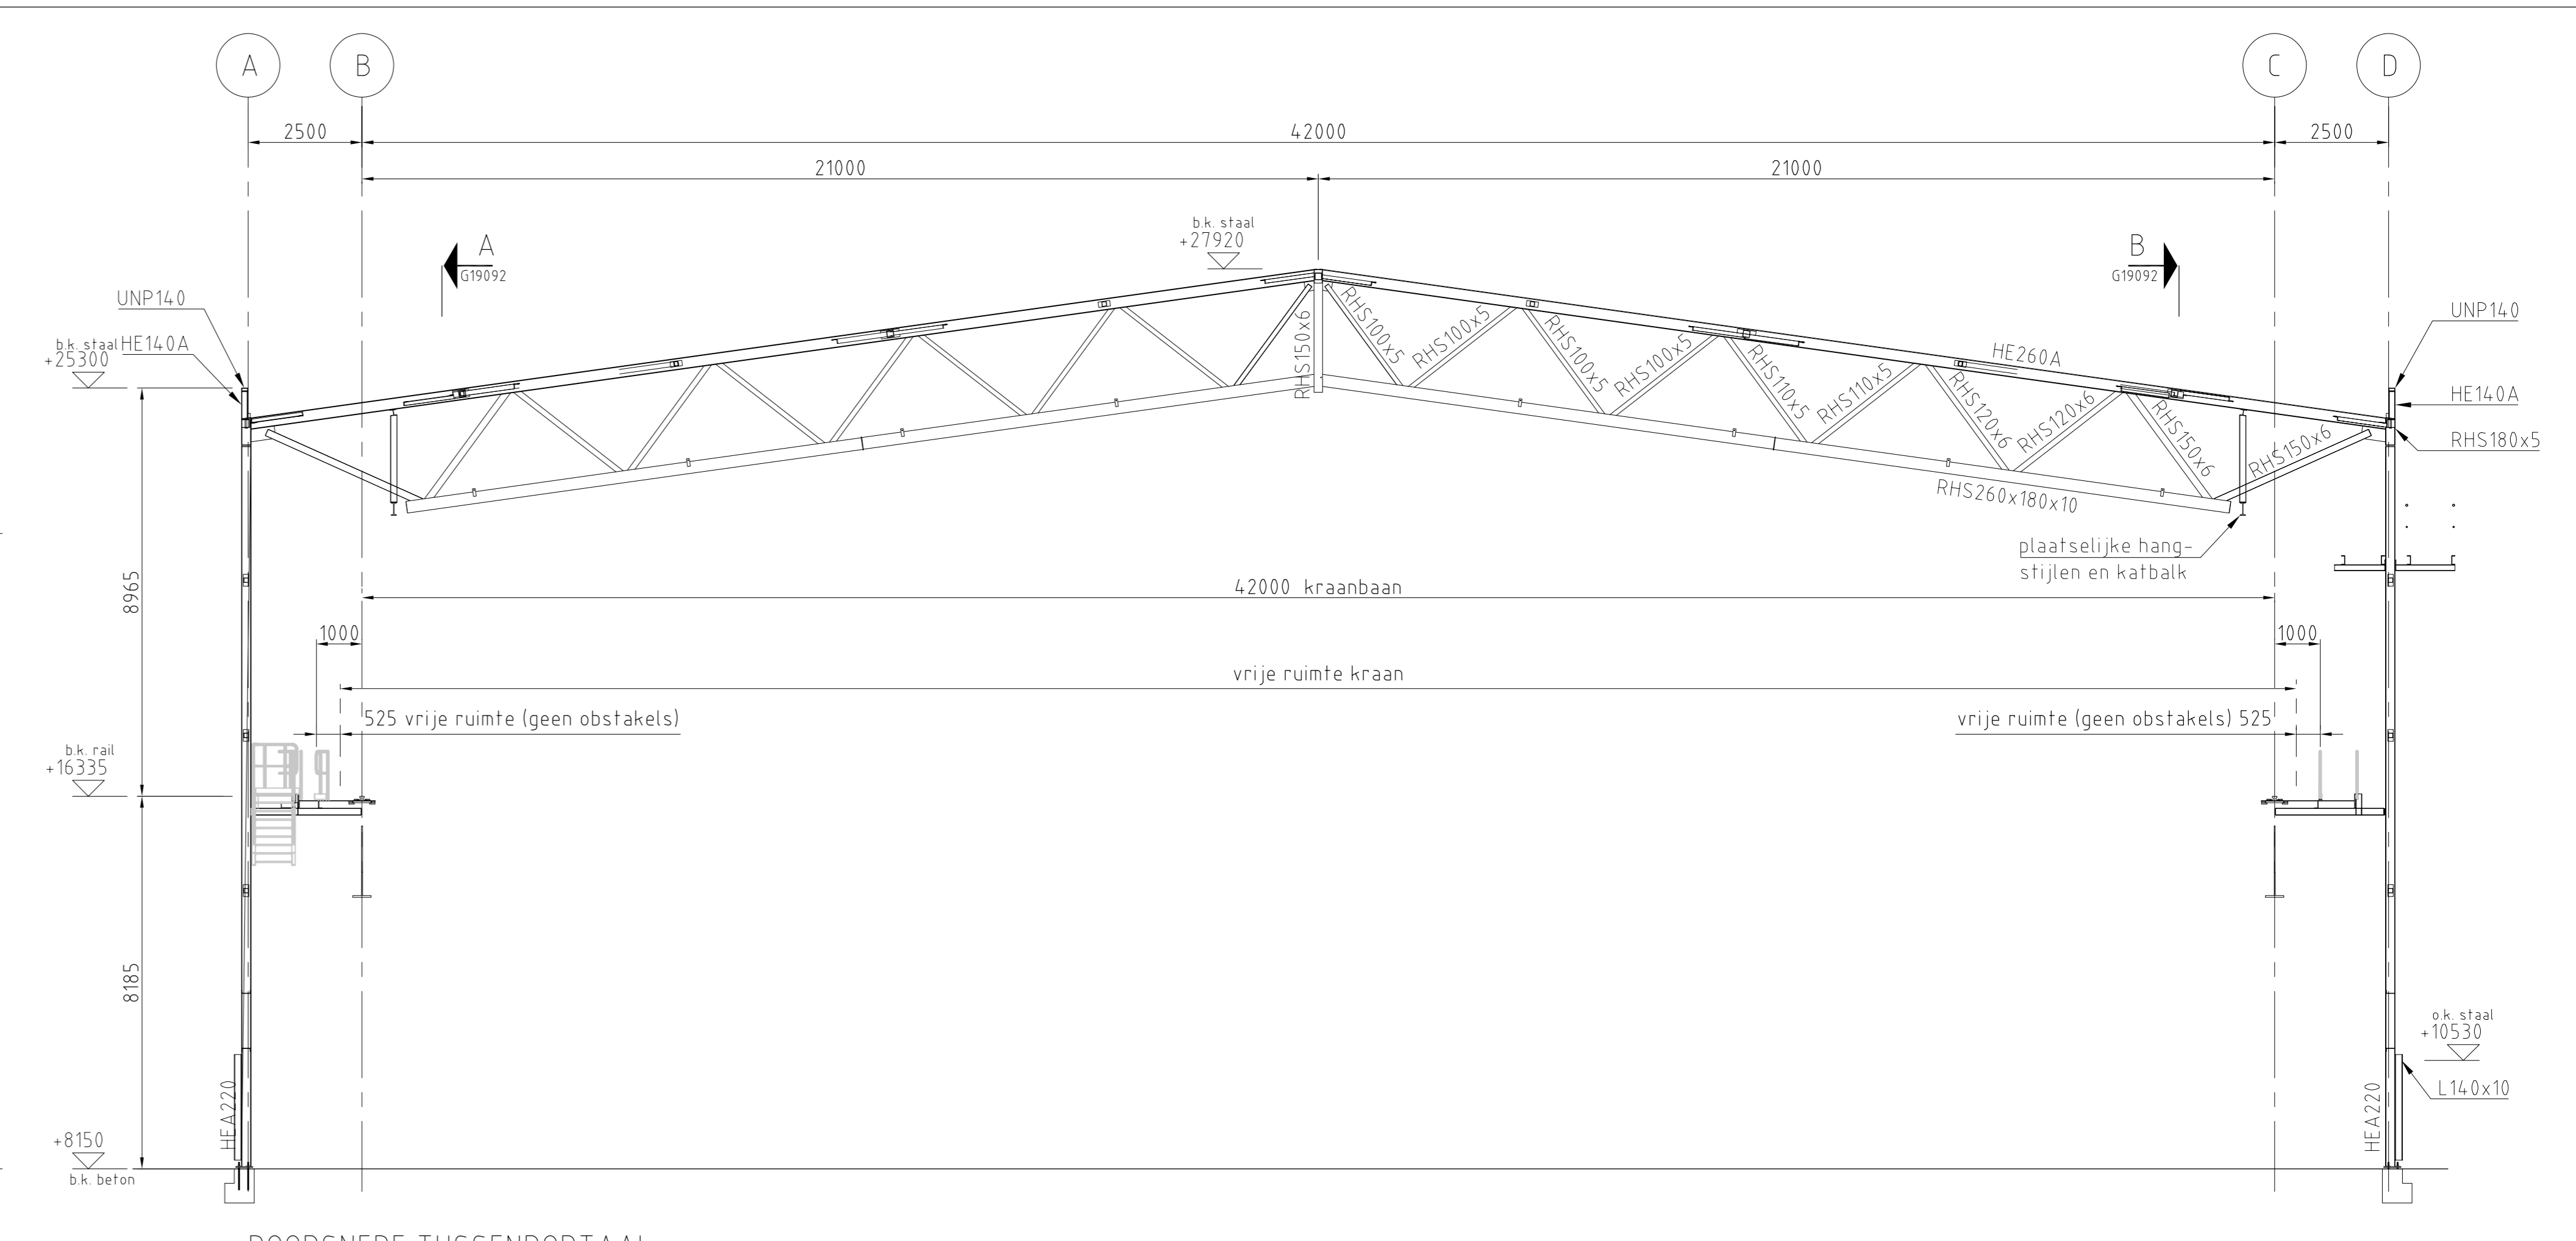 A
B
C
D
2500
42000
2500
21000
21000
b.k. staal
+27920
A
G19092
B
G19092
UNP140
HE140A
b.k. staal
+25300
RHS150x6
RHS100x5
RHS100x5
RHS100x5
RHS100x5
RHS110x5
RHS110x5
RHS120x6
RHS120x6
RHS150x6
RHS150x6
HE260A
RHS260x180x10
UNP140
HE140A
RHS180x5
plaatselijke hang-
stijlen en katbalk
8965
42000 kraanbaan
1000
1000
vrije ruimte kraan
525 vrije ruimte (geen obstakels)
vrije ruimte (geen obstakels) 525
b.k. rail
+16335
8185
o.k. staal
+10530
L140x10
HEA220
HEA220
+8150
b.k. beton
DOORSNEDE TUSSENPORTAAL